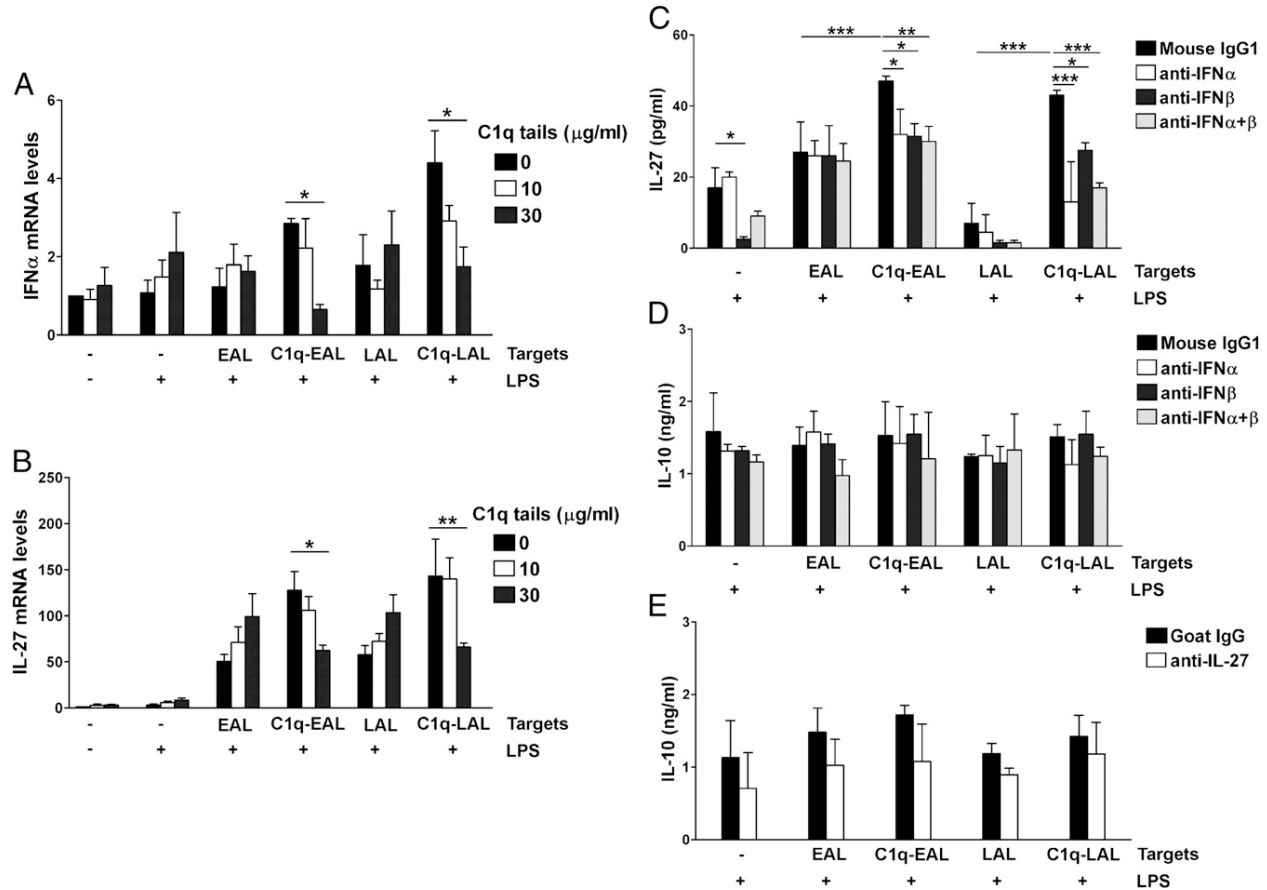 A
IFNα mRNA levels
6
4
2
0
* *
C1q tails (µg/ml)
0
10
30
- - EAL C1q-EAL LAL C1q-LAL Targets
- + + + + + LPS
B
IL-27 mRNA levels
250
200
150
100
50
0
* **
C1q tails (µg/ml)
0
10
30
- - EAL C1q-EAL LAL C1q-LAL Targets
- + + + + + LPS
C
IL-27 (pg/ml)
60
40
20
0
*** ** *** ***
* *
* * ***
Mouse IgG1
anti-IFNα
anti-IFNβ
anti-IFNα+β
- EAL C1q-EAL LAL C1q-LAL Targets
+ + + + + LPS
D
IL-10 (ng/ml)
3
2
1
0
Mouse IgG1
anti-IFNα
anti-IFNβ
anti-IFNα+β
- EAL C1q-EAL LAL C1q-LAL Targets
+ + + + + LPS
E
IL-10 (ng/ml)
3
2
1
0
Goat IgG
anti-IL-27
- EAL C1q-EAL LAL C1q-LAL Targets
+ + + + + LPS